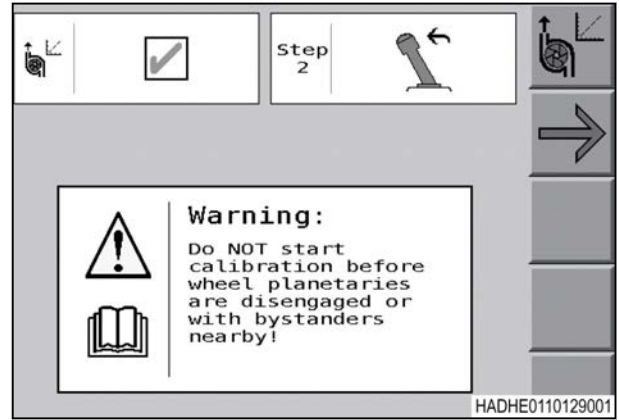 Step
2
Warning:
Do NOT start
calibration before
wheel planetaries
are disengaged or
with bystanders
nearby!
HADHE0110129001